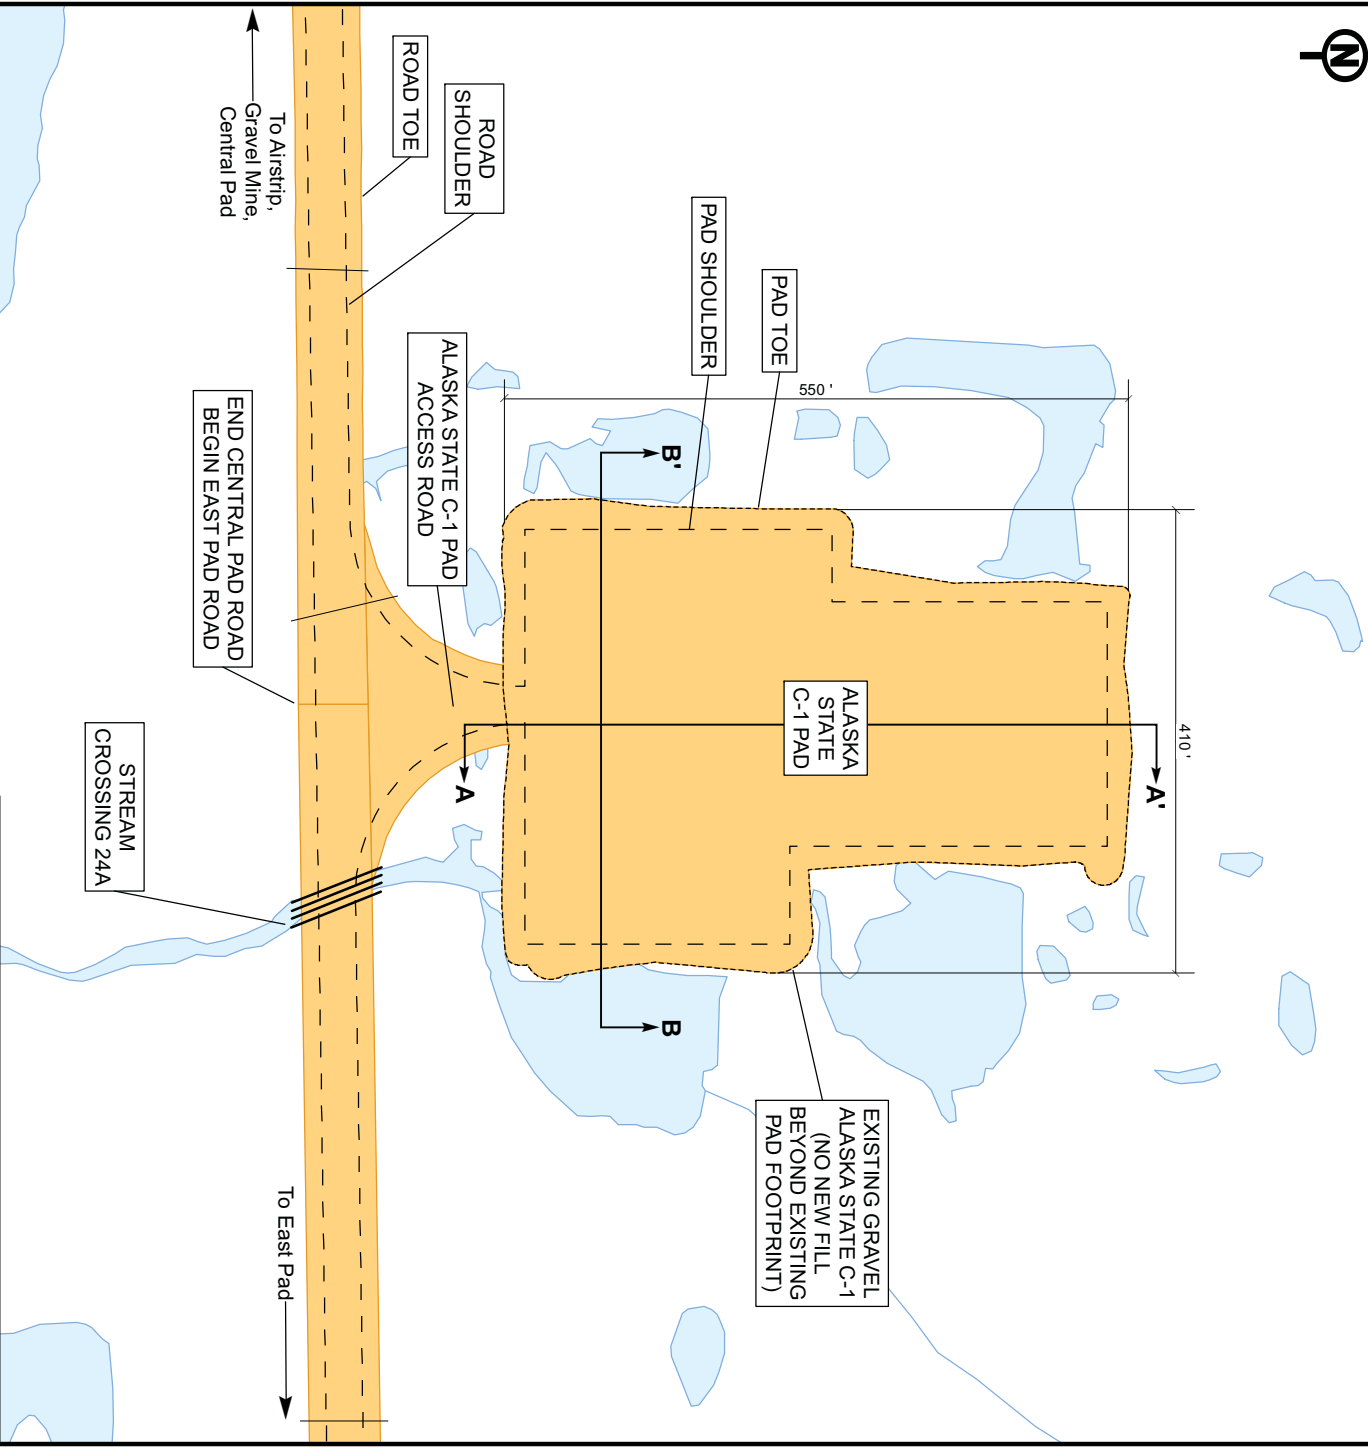 N
To Airstrip,
Gravel Mine,
Central Pad
ROAD TOE
ROAD
SHOULDER
PAD SHOULDER
PAD TOE
550 '
410 '
ALASKA STATE C-1 PAD
ACCESS ROAD
END CENTRAL PAD ROAD
BEGIN EAST PAD ROAD
B'
ALASKA
STATE
C-1 PAD
A
A'
STREAM
CROSSING 24A
B
EXISTING GRAVEL
ALASKA STATE C-1
(NO NEW FILL
BEYOND EXISTING
PAD FOOTPRINT)
To East Pad